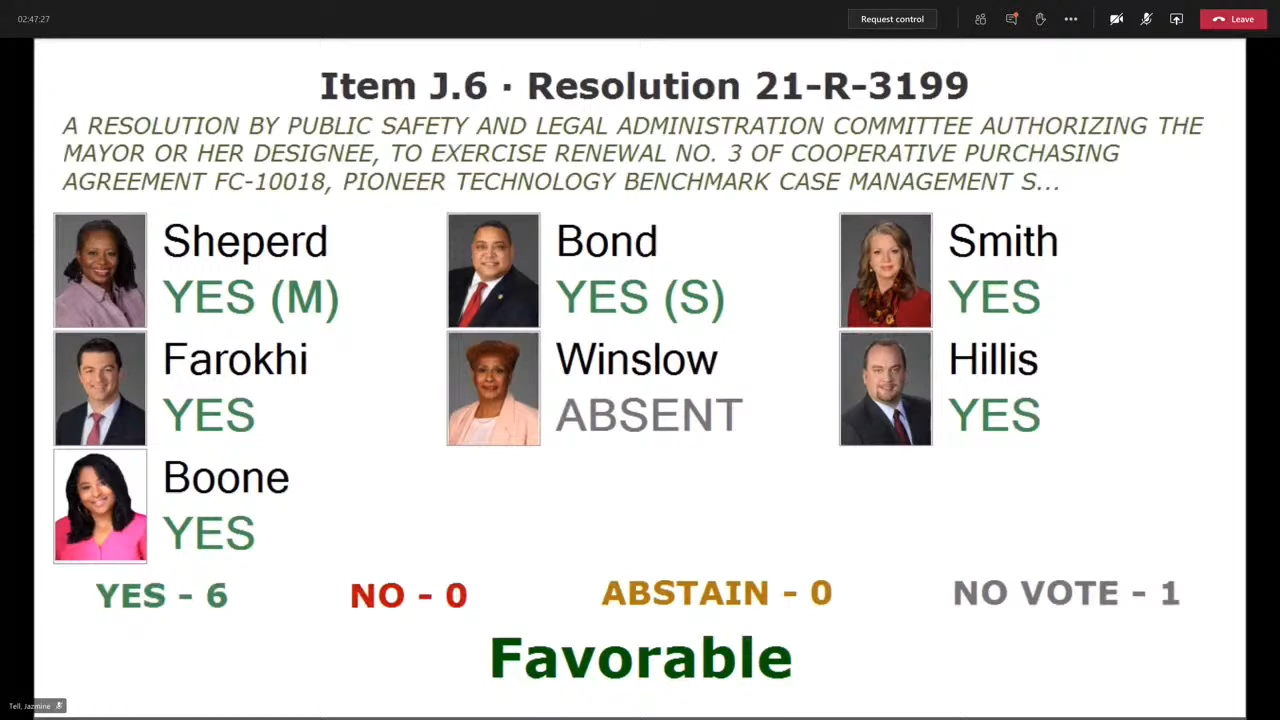 02:47:27
Request control
Leave
Item J.6 · Resolution 21-R-3199
A RESOLUTION BY PUBLIC SAFETY AND LEGAL ADMINISTRATION COMMITTEE AUTHORIZING THE
MAYOR OR HER DESIGNEE, TO EXERCISE RENEWAL NO. 3 OF COOPERATIVE PURCHASING
AGREEMENT FC-10018, PIONEER TECHNOLOGY BENCHMARK CASE MANAGEMENT S...
Sheperd
YES (M)
Bond
YES (S)
Smith
YES
Farokhi
YES
Winslow
ABSENT
Hillis
YES
Boone
YES
YES - 6
NO - 0
ABSTAIN - 0
NO VOTE - 1
Favorable
Tell, Jazmine